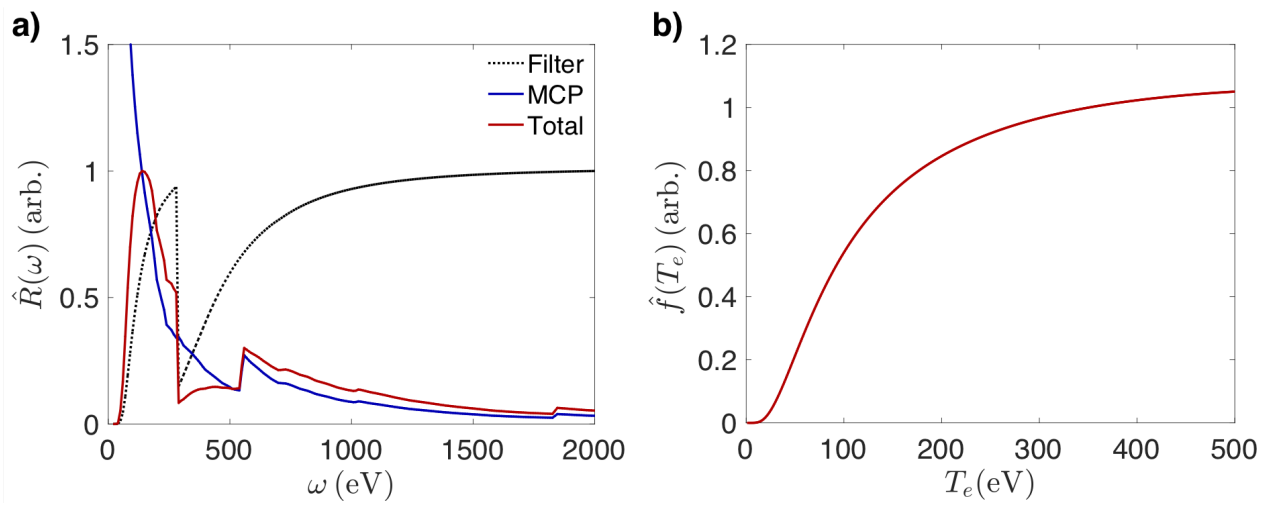 a)
1.5
1
0.5
0
R̂(ω) (arb.)
Filter
MCP
Total
0 500 1000 1500 2000
ω (eV)
b)
1.2
1
0.8
0.6
0.4
0.2
0
f̂(Tₑ) (arb.)
0 100 200 300 400 500
Tₑ(eV)